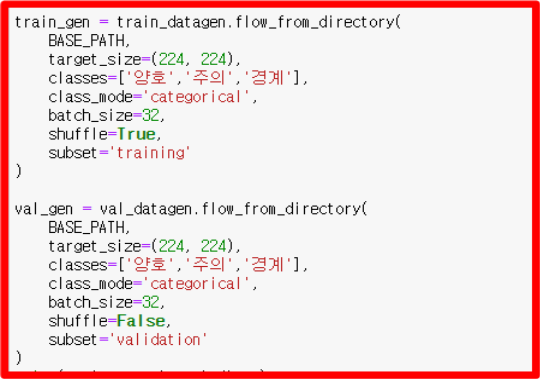 train_gen = train_datagen.flow_from_directory(
    BASE_PATH,
    target_size=(224, 224),
    classes=['양호','주의','경계'],
    class_mode='categorical',
    batch_size=32,
    shuffle=True,
    subset='training'
)

val_gen = val_datagen.flow_from_directory(
    BASE_PATH,
    target_size=(224, 224),
    classes=['양호','주의','경계'],
    class_mode='categorical',
    batch_size=32,
    shuffle=False,
    subset='validation'
)